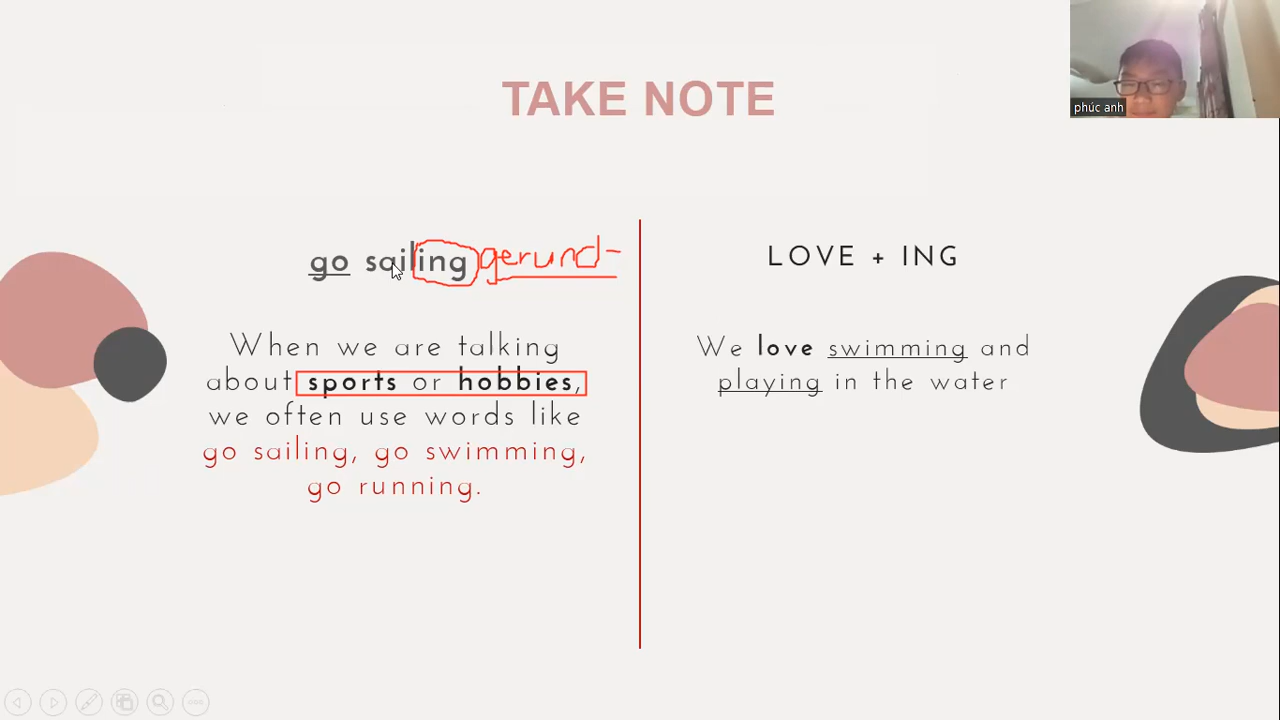 phúc anh
TAKE NOTE
go sailing gerund-
When we are talking
about sports or hobbies,
we often use words like
go sailing, go swimming,
go running.
LOVE + ING
We love swimming and
playing in the water